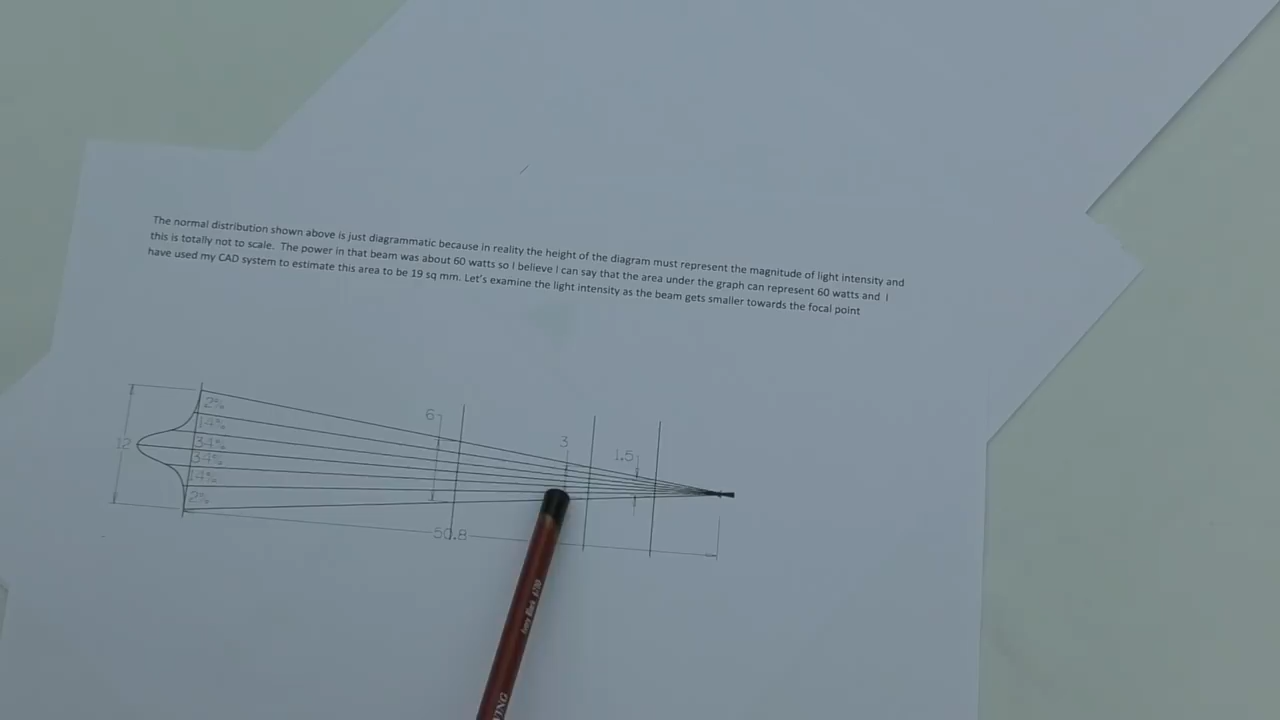 The normal distribution shown above is just diagrammatic because in reality the height of the diagram must represent the magnitude of light intensity and
this is totally not to scale. The power in that beam was about 60 watts so I believe I can say that the area under the graph can represent 60 watts and I
have used my CAD system to estimate this area to be 19 sq mm. Let's examine the light intensity as the beam gets smaller towards the focal point
2%
14%
34%
34%
14%
2%
12
6
3
1.5
50.8
Ivory Black
VING